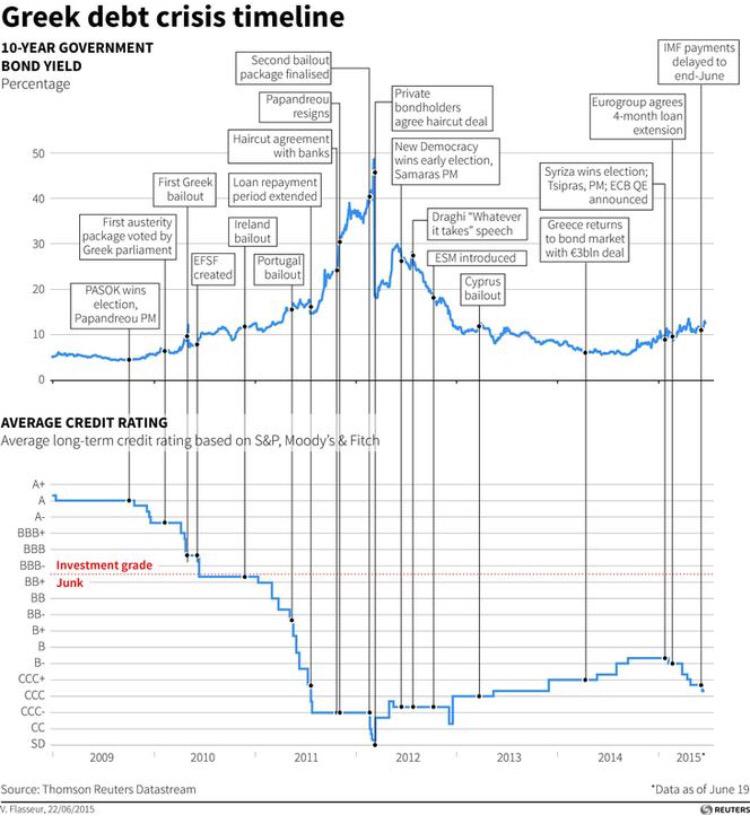 Greek debt crisis timeline
10-YEAR GOVERNMENT
BOND YIELD
Percentage
Second bailout
package finalised
Papandreou
resigns
Haircut agreement
with banks
Private
bondholders
agree haircut deal
New Democracy
wins early election,
Samaras PM
IMF payments
delayed to
end-June
Eurogroup agrees
4-month loan
extension
Syriza wins election;
Tsipras, PM; ECB QE
announced
First Greek
bailout
Loan repayment
period extended
First austerity
package voted by
Greek parliament
Ireland
bailout
Draghi “Whatever
it takes” speech
Greece returns
to bond market
with €3bln deal
EFSF
created
Portugal
bailout
ESM introduced
Cyprus
bailout
PASOK wins
election,
Papandreou PM
50
40
30
20
10
0
AVERAGE CREDIT RATING
Average long-term credit rating based on S&P, Moody’s & Fitch
A+
A
A-
BBB+
BBB
BBB-
Investment grade
BB+
Junk
BB
BB-
B+
B
B-
CCC+
CCC
CCC-
CC
SD
2009 2010 2011 2012 2013 2014 2015*
Source: Thomson Reuters Datastream
*Data as of June 19
V. Flasseur, 22/06/2015
REUTERS